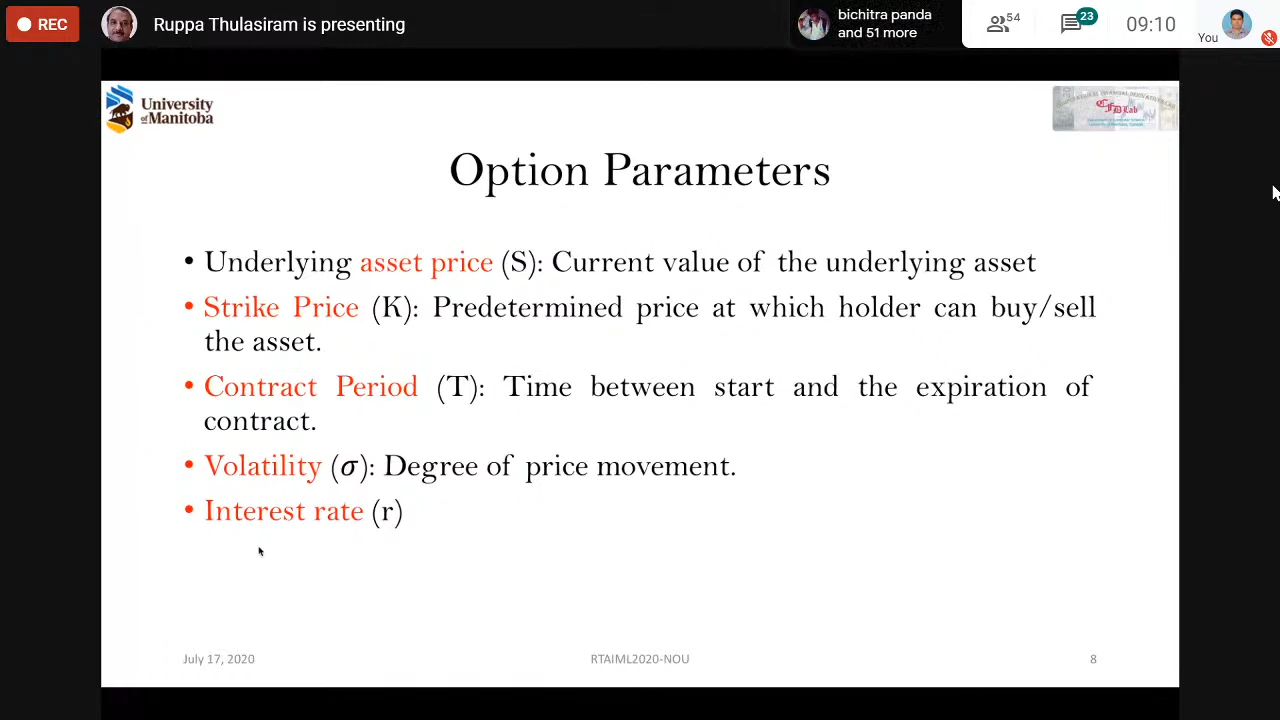 REC
Ruppa Thulasiram is presenting
bichitra panda
and 51 more
54
23
09:10
You
University
of Manitoba
CFD Lab
Option Parameters
• Underlying asset price (S): Current value of the underlying asset
• Strike Price (K): Predetermined price at which holder can buy/sell
the asset.
• Contract Period (T): Time between start and the expiration of
contract.
• Volatility (σ): Degree of price movement.
• Interest rate (r)
July 17, 2020
RTAIML2020-NOU
8